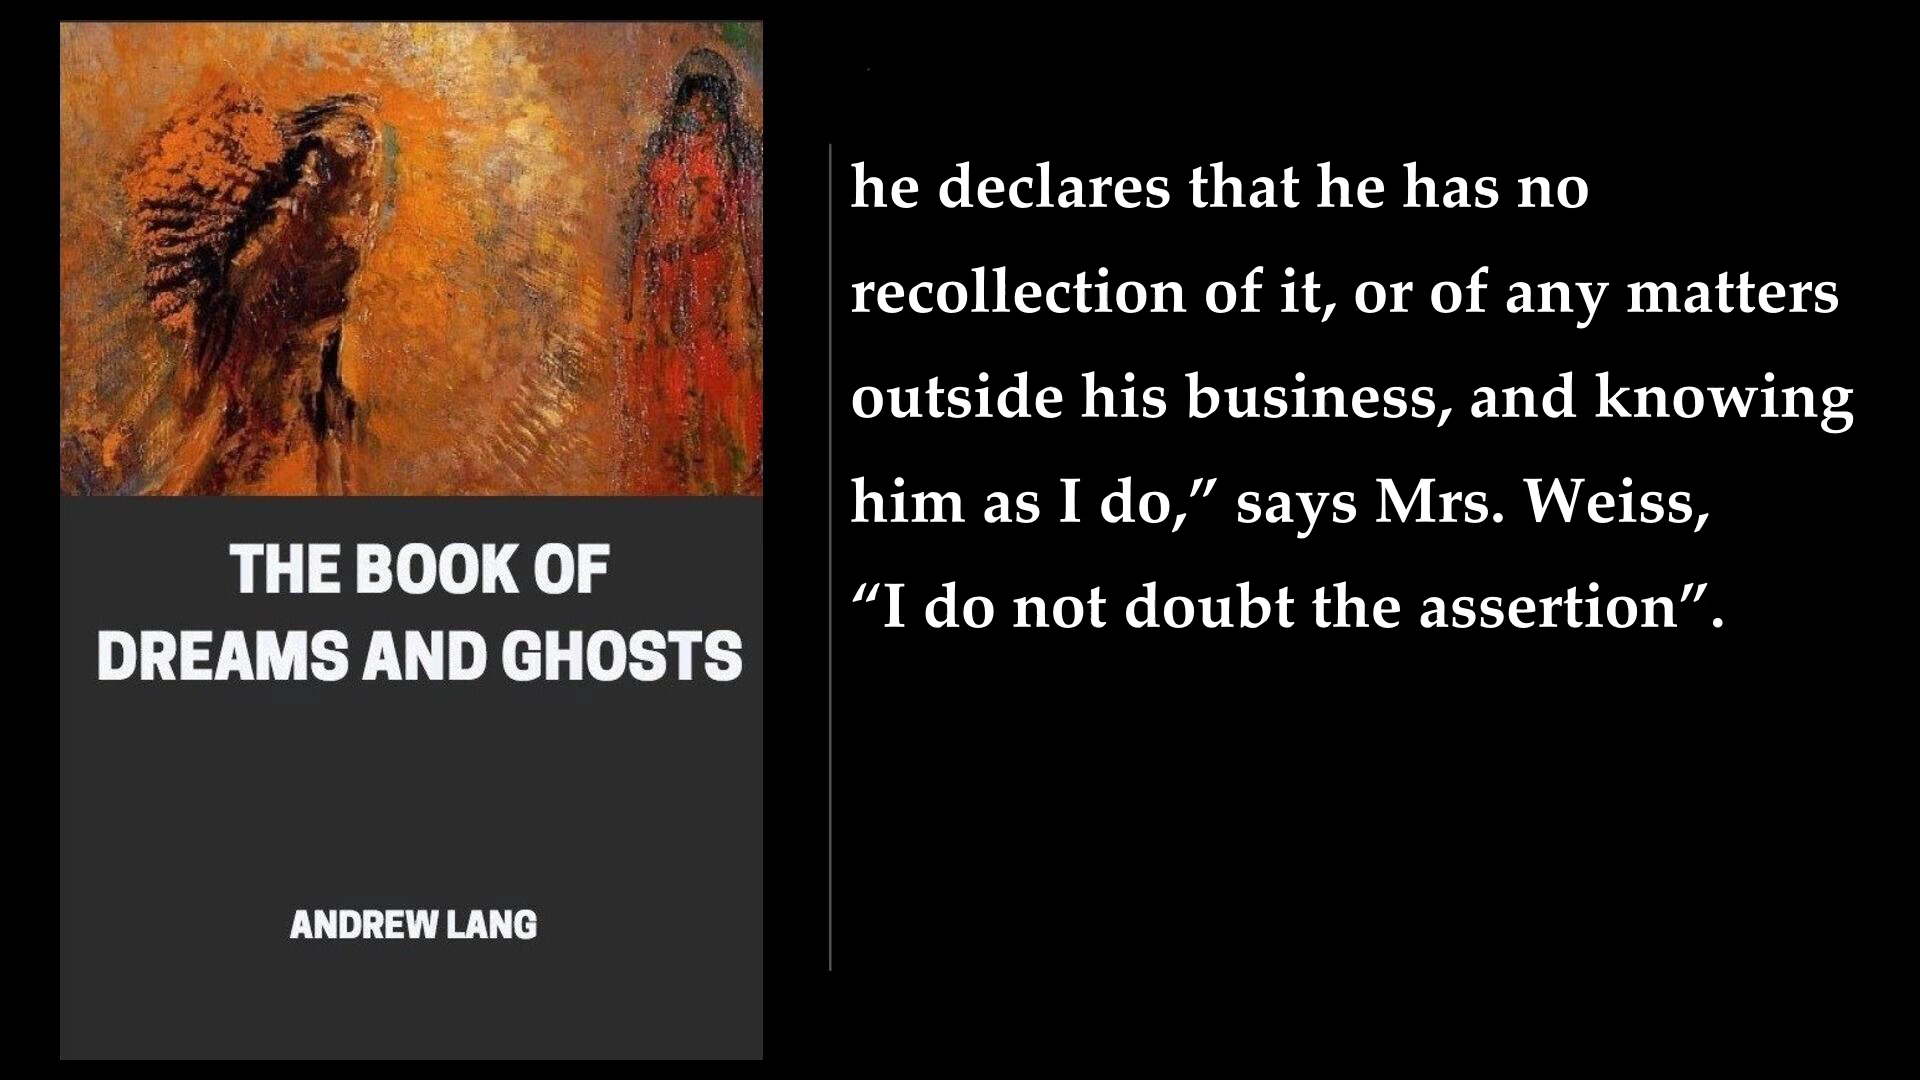 THE BOOK OF
DREAMS AND GHOSTS
ANDREW LANG
he declares that he has no
recollection of it, or of any matters
outside his business, and knowing
him as I do,” says Mrs. Weiss,
“I do not doubt the assertion”.